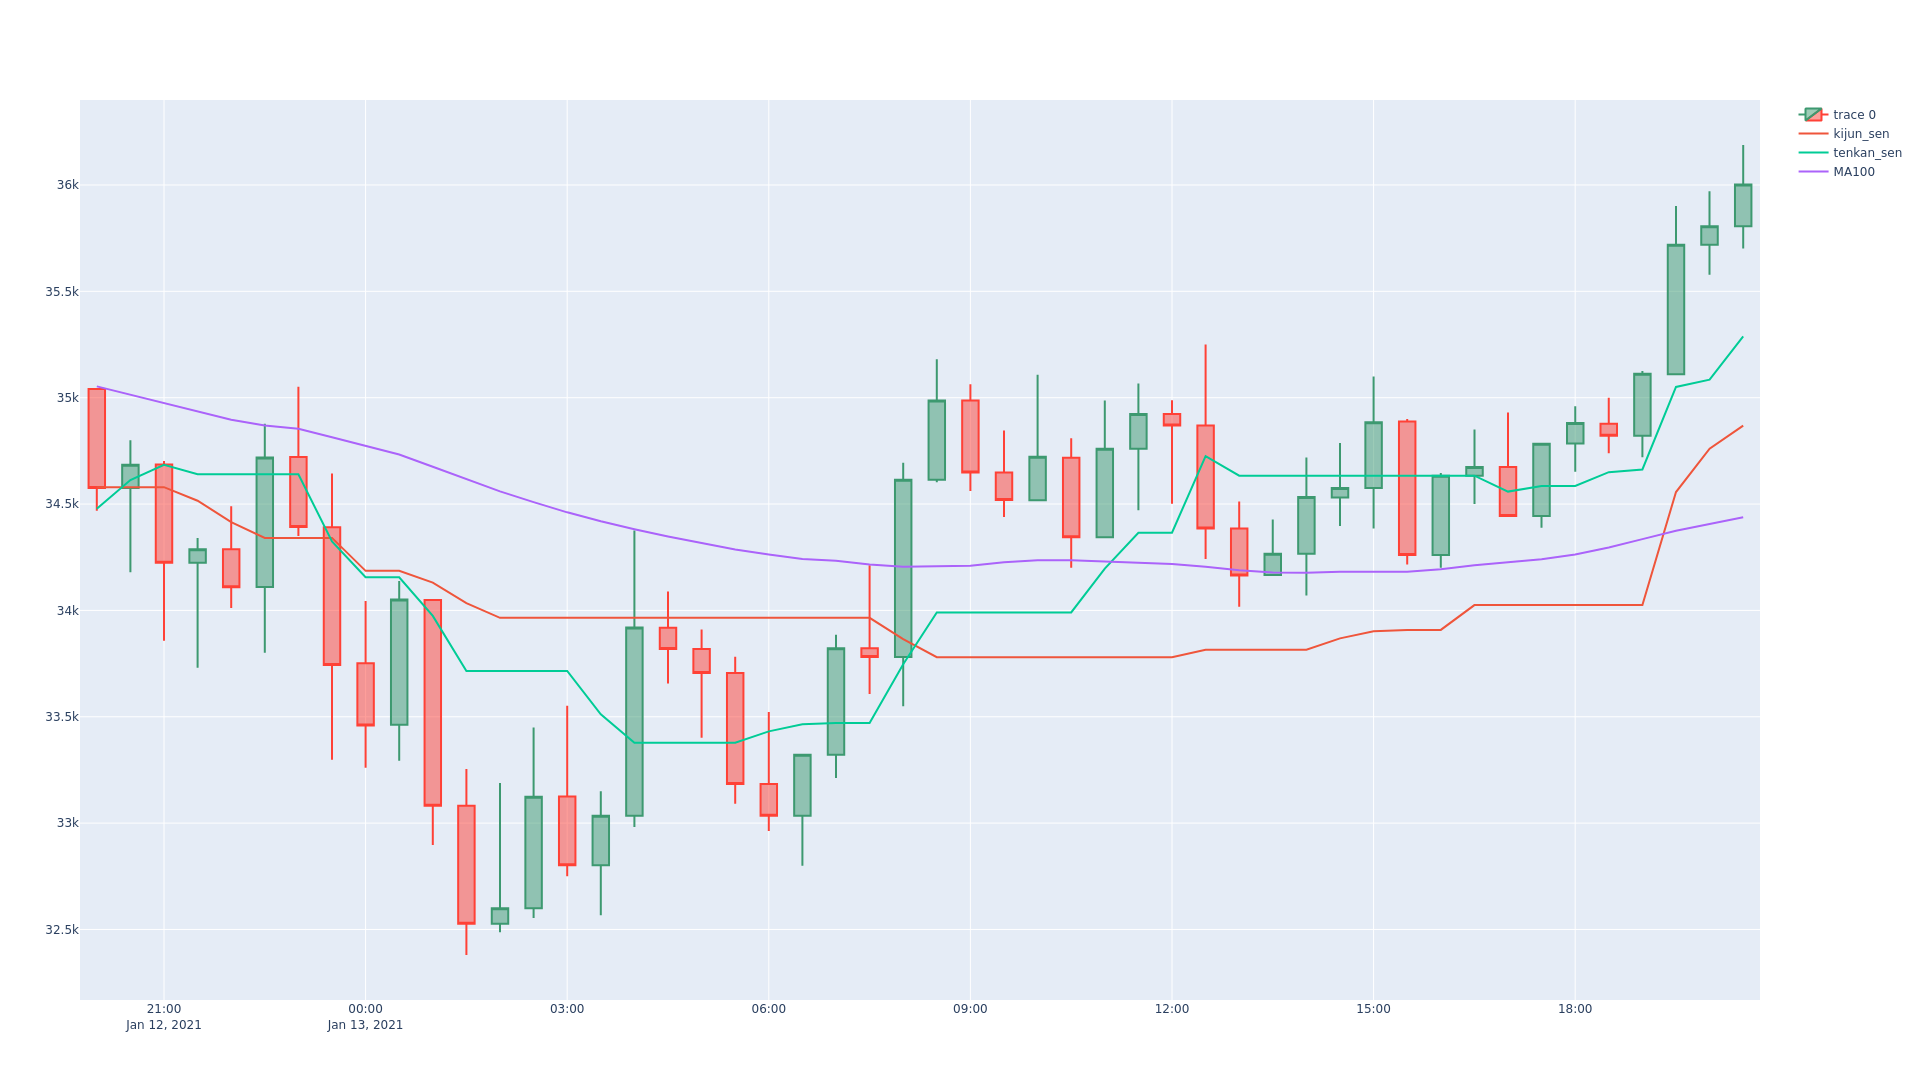 trace 0
kijun_sen
tenkan_sen
MA100
36k
35.5k
35k
34.5k
34k
33.5k
33k
32.5k
21:00 00:00 03:00 06:00 09:00 12:00 15:00 18:00
Jan 12, 2021 Jan 13, 2021